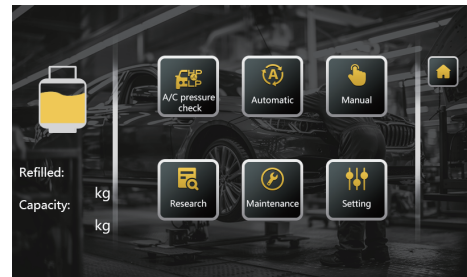 A/C pressure
check
Automatic
Manual
Refilled:
kg
Capacity:
kg
Research
Maintenance
Setting